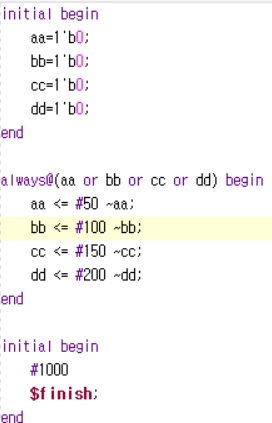 initial begin
aa=1'b0;
bb=1'b0;
cc=1'b0;
dd=1'b0;
end
always@(aa or bb or cc or dd) begin
aa <= #50 ~aa;
bb <= #100 ~bb;
cc <= #150 ~cc;
dd <= #200 ~dd;
end
initial begin
#1000
$finish;
end